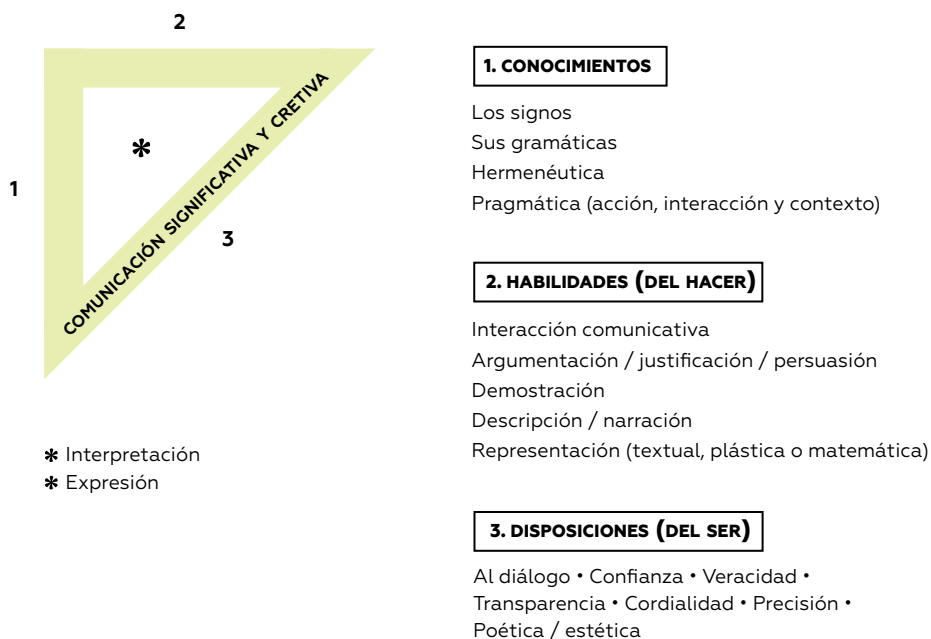 2
1
COMUNICACIÓN SIGNIFICATIVA Y CRETIVA
*
3
* Interpretación
* Expresión
1. CONOCIMIENTOS
Los signos
Sus gramáticas
Hermenéutica
Pragmática (acción, interacción y contexto)
2. HABILIDADES (DEL HACER)
Interacción comunicativa
Argumentación / justificación / persuasión
Demostración
Descripción / narración
Representación (textual, plástica o matemática)
3. DISPOSICIONES (DEL SER)
Al diálogo • Confianza • Veracidad •
Transparencia • Cordialidad • Precisión •
Poética / estética